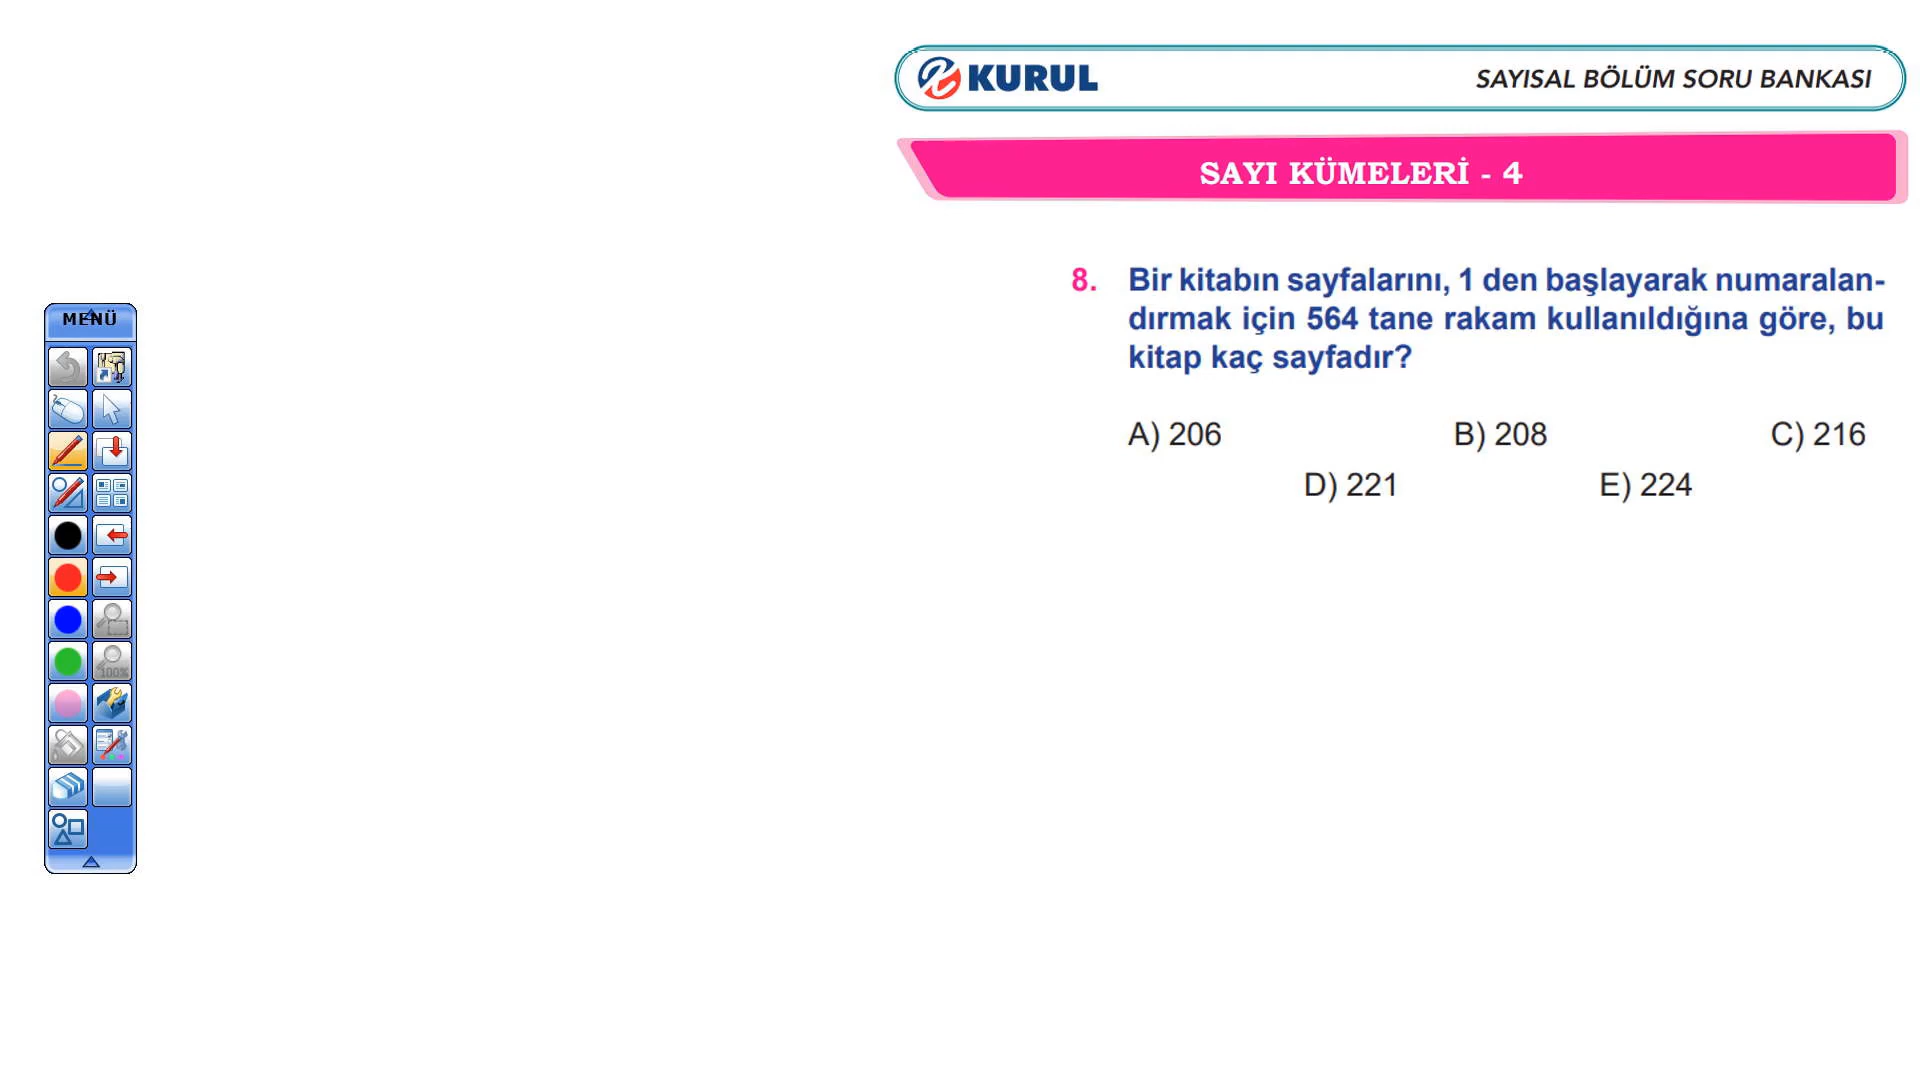 KURUL
SAYISAL BÖLÜM SORU BANKASI
SAYI KÜMELERİ - 4
MENÜ
8. Bir kitabın sayfalarını, 1 den başlayarak numaralan-
dırmak için 564 tane rakam kullanıldığına göre, bu
kitap kaç sayfadır?
A) 206 B) 208 C) 216
D) 221 E) 224
100%